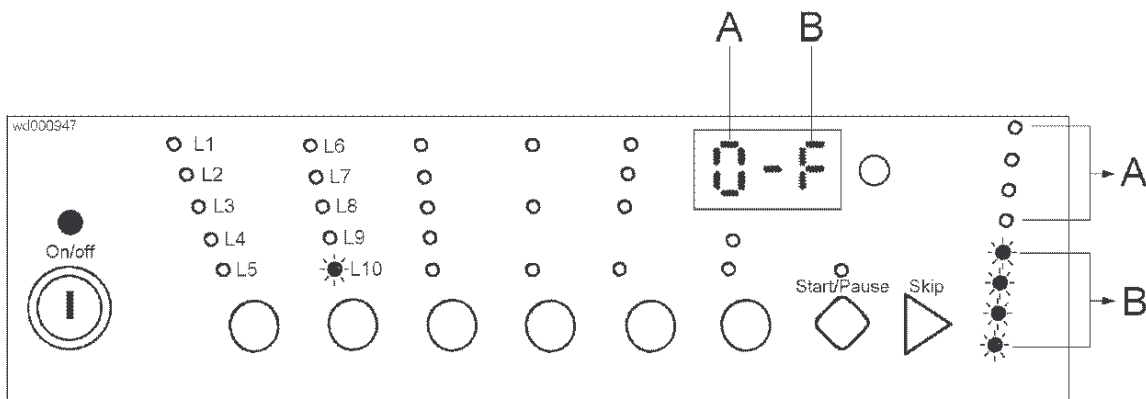 A B
wd000947
L1 L6
L2 L7
0-F
L3 L8
A
L4 L9
On/off
L5 L10
Start/Pause Skip
B